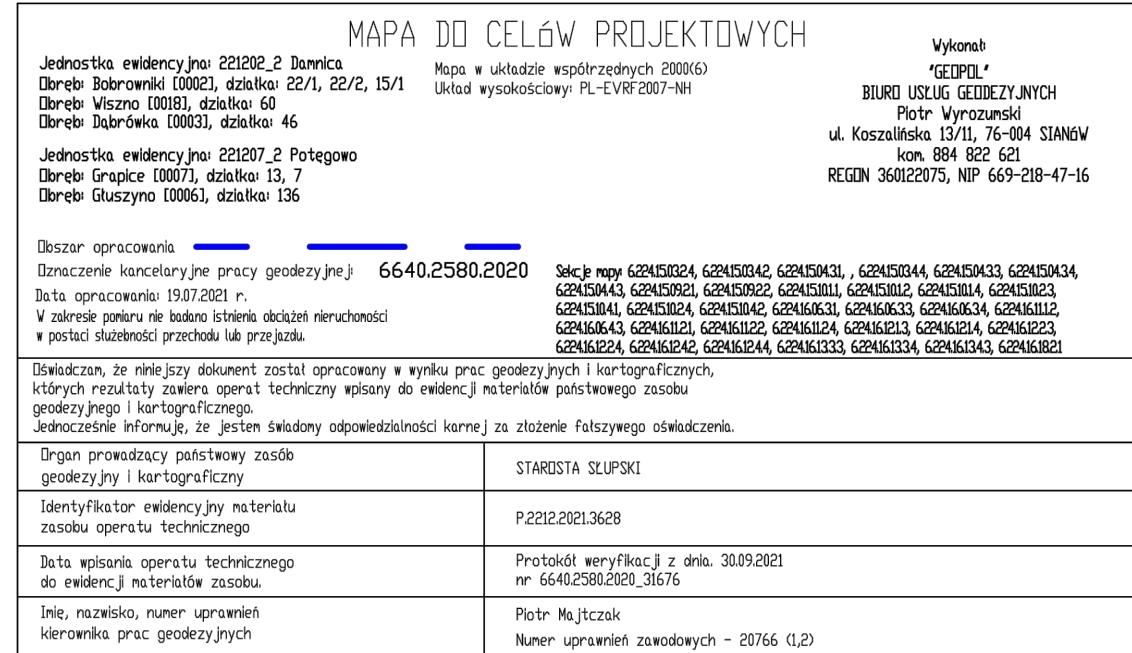 MAPA DO CELÓW PROJEKTOWYCH
Jednostka ewidencyjna: 221202_2 Damnica
Obręb: Bobrowniki [0002], działka: 22/1, 22/2, 15/1
Obręb: Wiszno [0018], działka: 60
Obręb: Dąbrówka [0003], działka: 46
Jednostka ewidencyjna: 221207_2 Potęgowo
Obręb: Grapice [0007], działka: 13, 7
Obręb: Głuszyno [0006], działka: 136
Mapa w układzie współrzędnych 2000(6)
Układ wysokościowy: PL-EVRF2007-NH
Wykonał:
"GEOPOL"
BIURO USŁUG GEODEZYJNYCH
Piotr Wyrozumski
ul. Koszalińska 13/11, 76-004 SIANÓW
kom. 884 822 621
REGON 360122075, NIP 669-218-47-16
Obszar opracowania
Oznaczenie kancelaryjne pracy geodezyjnej: 6640.2580.2020
Data opracowania: 19.07.2021 r.
W zakresie pomiaru nie badano istnienia obciążeń nieruchomości
w postaci służebności przechodu lub przejazdu.
Sekcje mapy: 6.224.15.03.2.4, 6.224.15.03.4.2, 6.224.15.04.3.1, , 6.224.15.03.4.4, 6.224.15.04.3.3, 6.224.15.04.3.4,
6.224.15.04.4.3, 6.224.15.09.2.1, 6.224.15.09.2.2, 6.224.15.10.1.1, 6.224.15.10.1.2, 6.224.15.10.1.4, 6.224.15.10.2.3,
6.224.15.10.4.1, 6.224.15.10.2.4, 6.224.15.10.4.2, 6.224.16.06.3.1, 6.224.16.06.3.3, 6.224.16.06.3.4, 6.224.16.11.1.2,
6.224.16.06.4.3, 6.224.16.11.2.1, 6.224.16.11.2.2, 6.224.16.11.2.4, 6.224.16.12.1.3, 6.224.16.12.1.4, 6.224.16.12.2.3,
6.224.16.12.2.4, 6.224.16.12.4.2, 6.224.16.12.4.4, 6.224.16.13.3.3, 6.224.16.13.3.4, 6.224.16.13.4.3, 6.224.16.18.2.1
Oświadczam, że niniejszy dokument został opracowany w wyniku prac geodezyjnych i kartograficznych,
których rezultaty zawiera operat techniczny wpisany do ewidencji materiałów państwowego zasobu
geodezyjnego i kartograficznego.
Jednocześnie informuję, że jestem świadomy odpowiedzialności karnej za złożenie fałszywego oświadczenia.
Organ prowadzący państwowy zasób
geodezyjny i kartograficzny
STAROSTA SŁUPSKI
Identyfikator ewidencyjny materiału
zasobu operatu technicznego
P.2212.2021.3628
Data wpisania operatu technicznego
do ewidencji materiałów zasobu.
Protokół weryfikacji z dnia. 30.09.2021
nr 6640.2580.2020_31676
Imię, nazwisko, numer uprawnień
kierownika prac geodezyjnych
Piotr Majtczak
Numer uprawnień zawodowych - 20766 (1,2)